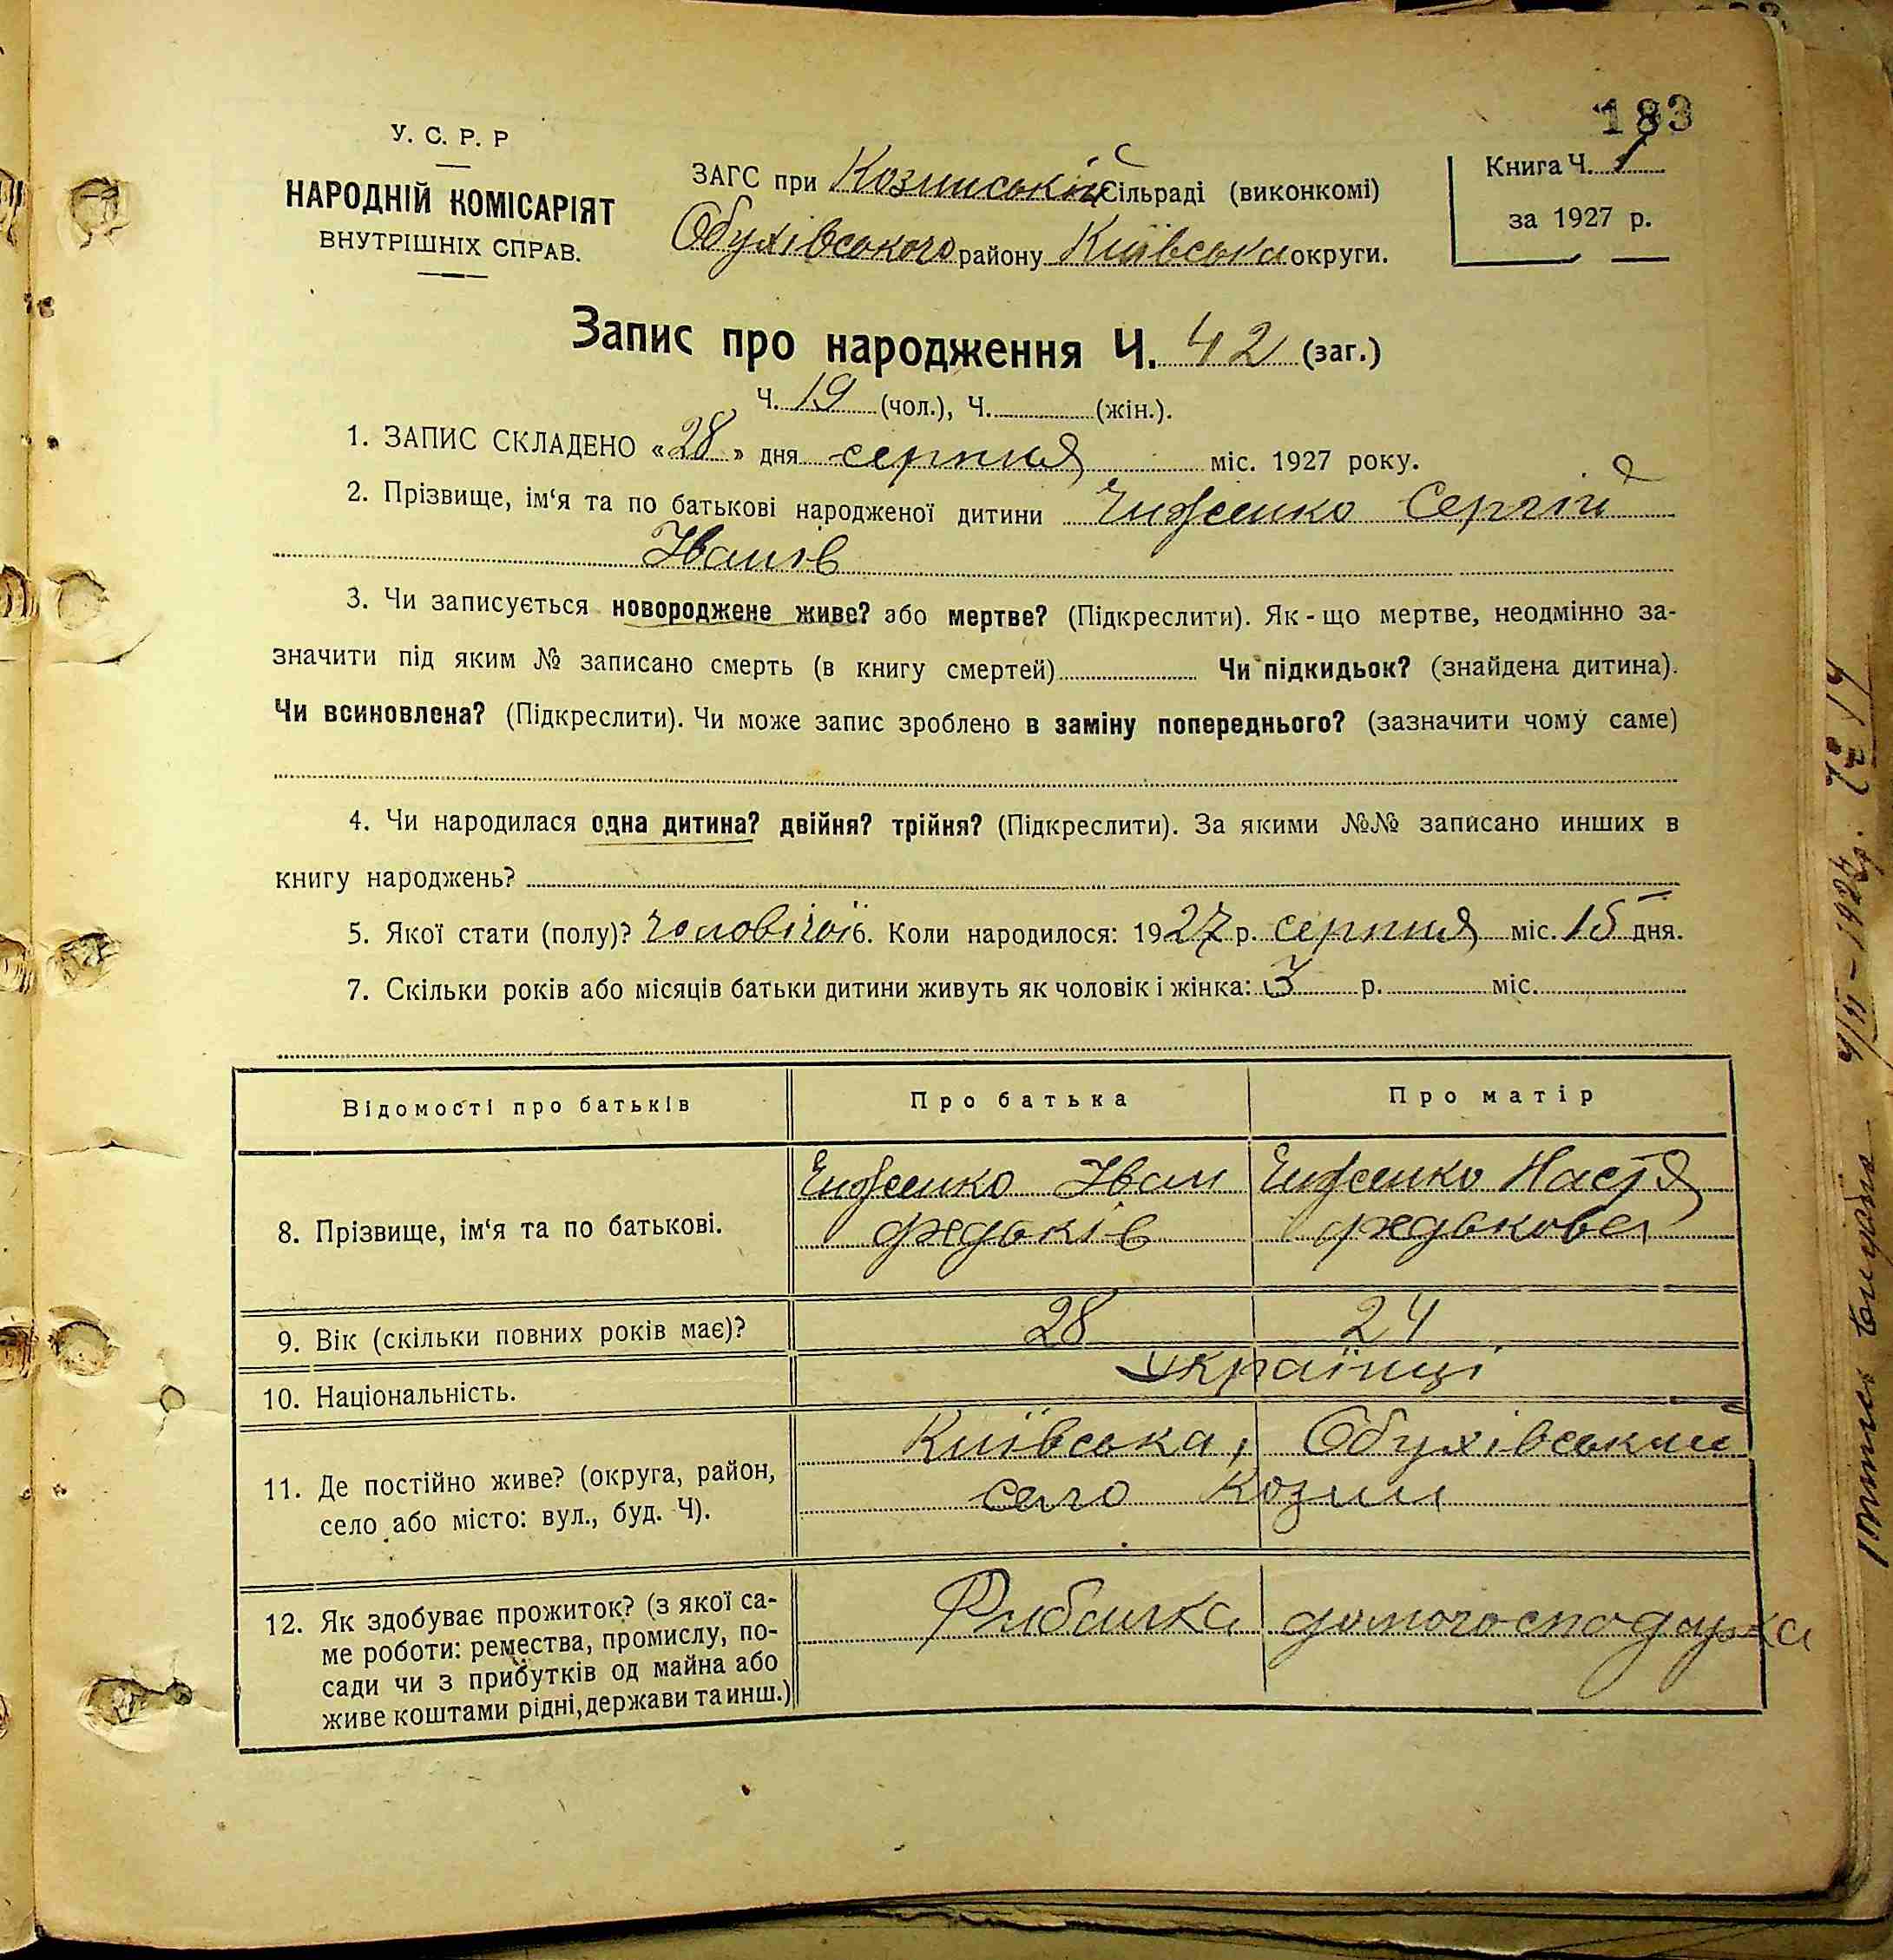 183
У. С. Р. Р
НАРОДНІЙ КОМІСАРІЯТ
ВНУТРІШНІХ СПРАВ.
ЗАГС при Козинській Сільраді (виконкомі)
Обухівського району Київська округи.
Книга Ч. 1
за 1927 р.
Запис про народження Ч. 42 (заг.)
Ч. 19 (чол.), Ч. (жін.).
1. ЗАПИС СКЛАДЕНО «28» дня серпня міс. 1927 року.
2. Прізвище, ім‘я та по батькові народженої дитини Сергій
Іванів
3. Чи записується новороджене живе? або мертве? (Підкреслити). Як-що мертве, неодмінно за-
значити під яким № записано смерть (в книгу смертей) Чи підкидьок? (знайдена дитина).
Чи всиновлена? (Підкреслити). Чи може запис зроблено в заміну попереднього? (зазначити чому саме)
4. Чи народилася одна дитина? двійня? трійня? (Підкреслити). За якими №№ записано инших в
книгу народжень?
5. Якої стати (полу)? Чоловічої 6. Коли народилося: 1927 р. серпня міс. 15 дня.
7. Скільки років або місяців батьки дитини живуть як чоловік і жінка: 3 р. міс.
Відомості про батьків Про батька Про матір
8. Прізвище, ім‘я та по батькові.
Іван
Настя
федьків
федькова
9. Вік (скільки повних років має)? 28 24
10. Національність. Українці
11. Де постійно живе? (округа, район,
село або місто: вул., буд. Ч).
Київська, Обухівський
село Козин
12. Як здобуває прожиток? (з якої са-
ме роботи: ремества, промислу, по-
сади чи з прибутків од майна або
живе коштами рідні, держави та инш.)
Рибалка домогосподарка